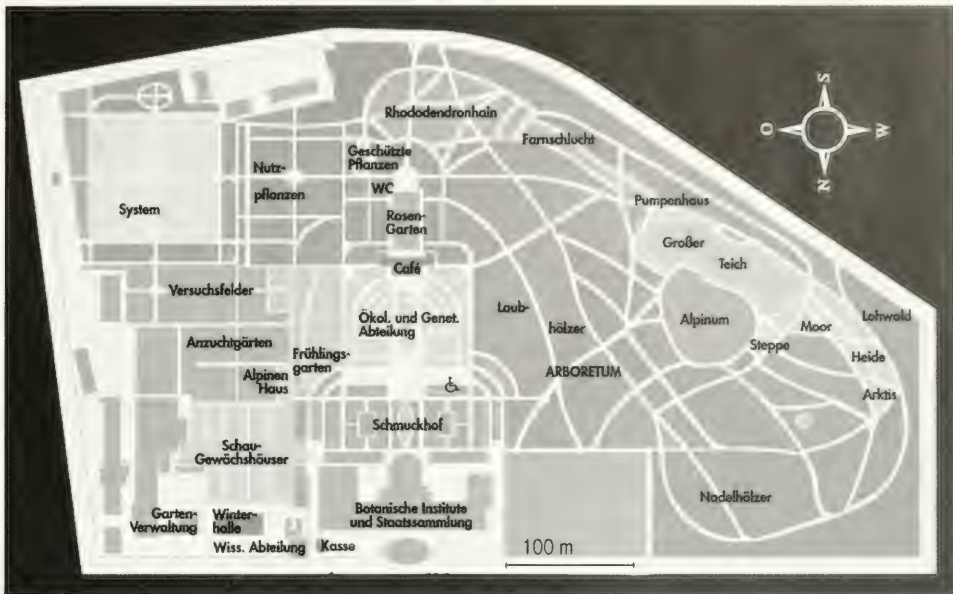 S
O
W
N
Rhododendronhain
Farnschlucht
Geschützte
Pflanzen
Nutz-
pflanzen
WC
System
Rosen-
Garten
Pumpenhaus
Großer
Teich
Café
Versuchsfelder
Ökol. und Genet.
Abteilung
Laub-
hölzer
Alpinum
Moor
Lohwald
Steppe
Anzuchtgärten
Frühlings-
garten
Alpinen
Haus
ARBORETUM
Heide
Arktis
Schmuckhof
Schau-
Gewächshäuser
Nadelhölzer
Garten-
Verwaltung
Winter-
halle
Botanische Institute
und Staatssammlung
Wiss. Abteilung
Kasse
100 m